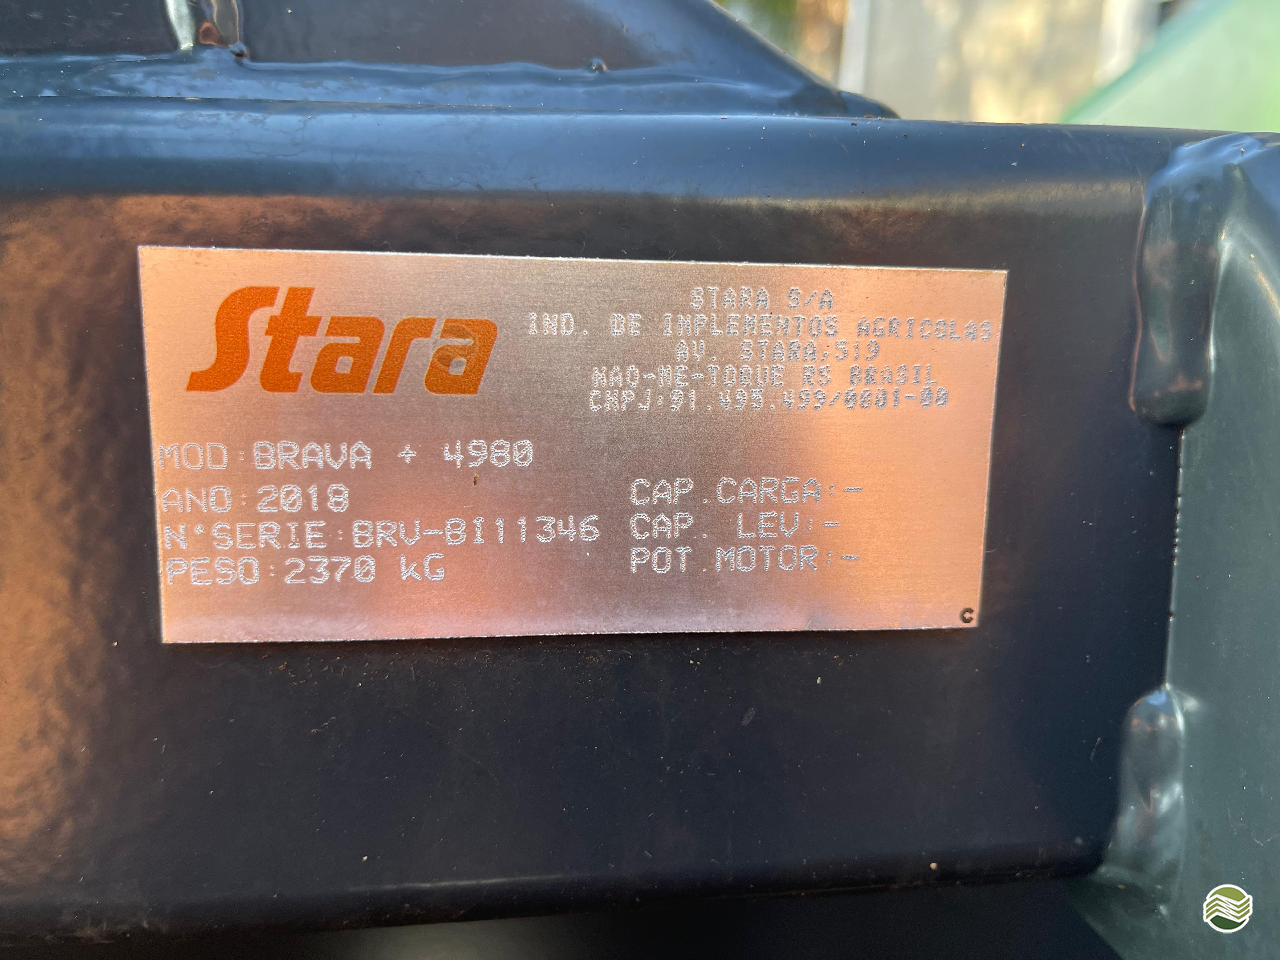 Stara
STARA S/A
IND. DE IMPLEMENTOS AGRICOLAS
AV. STARA,519
NAO-ME-TOQUE RS BRASIL
CNPJ:91.495.499/0001-00
MOD:BRAVA + 4980
ANO:2018
N°SERIE:BRV-8I11346
PESO:2370 kG
CAP.CARGA:-
CAP. LEV:-
POT.MOTOR:-
C